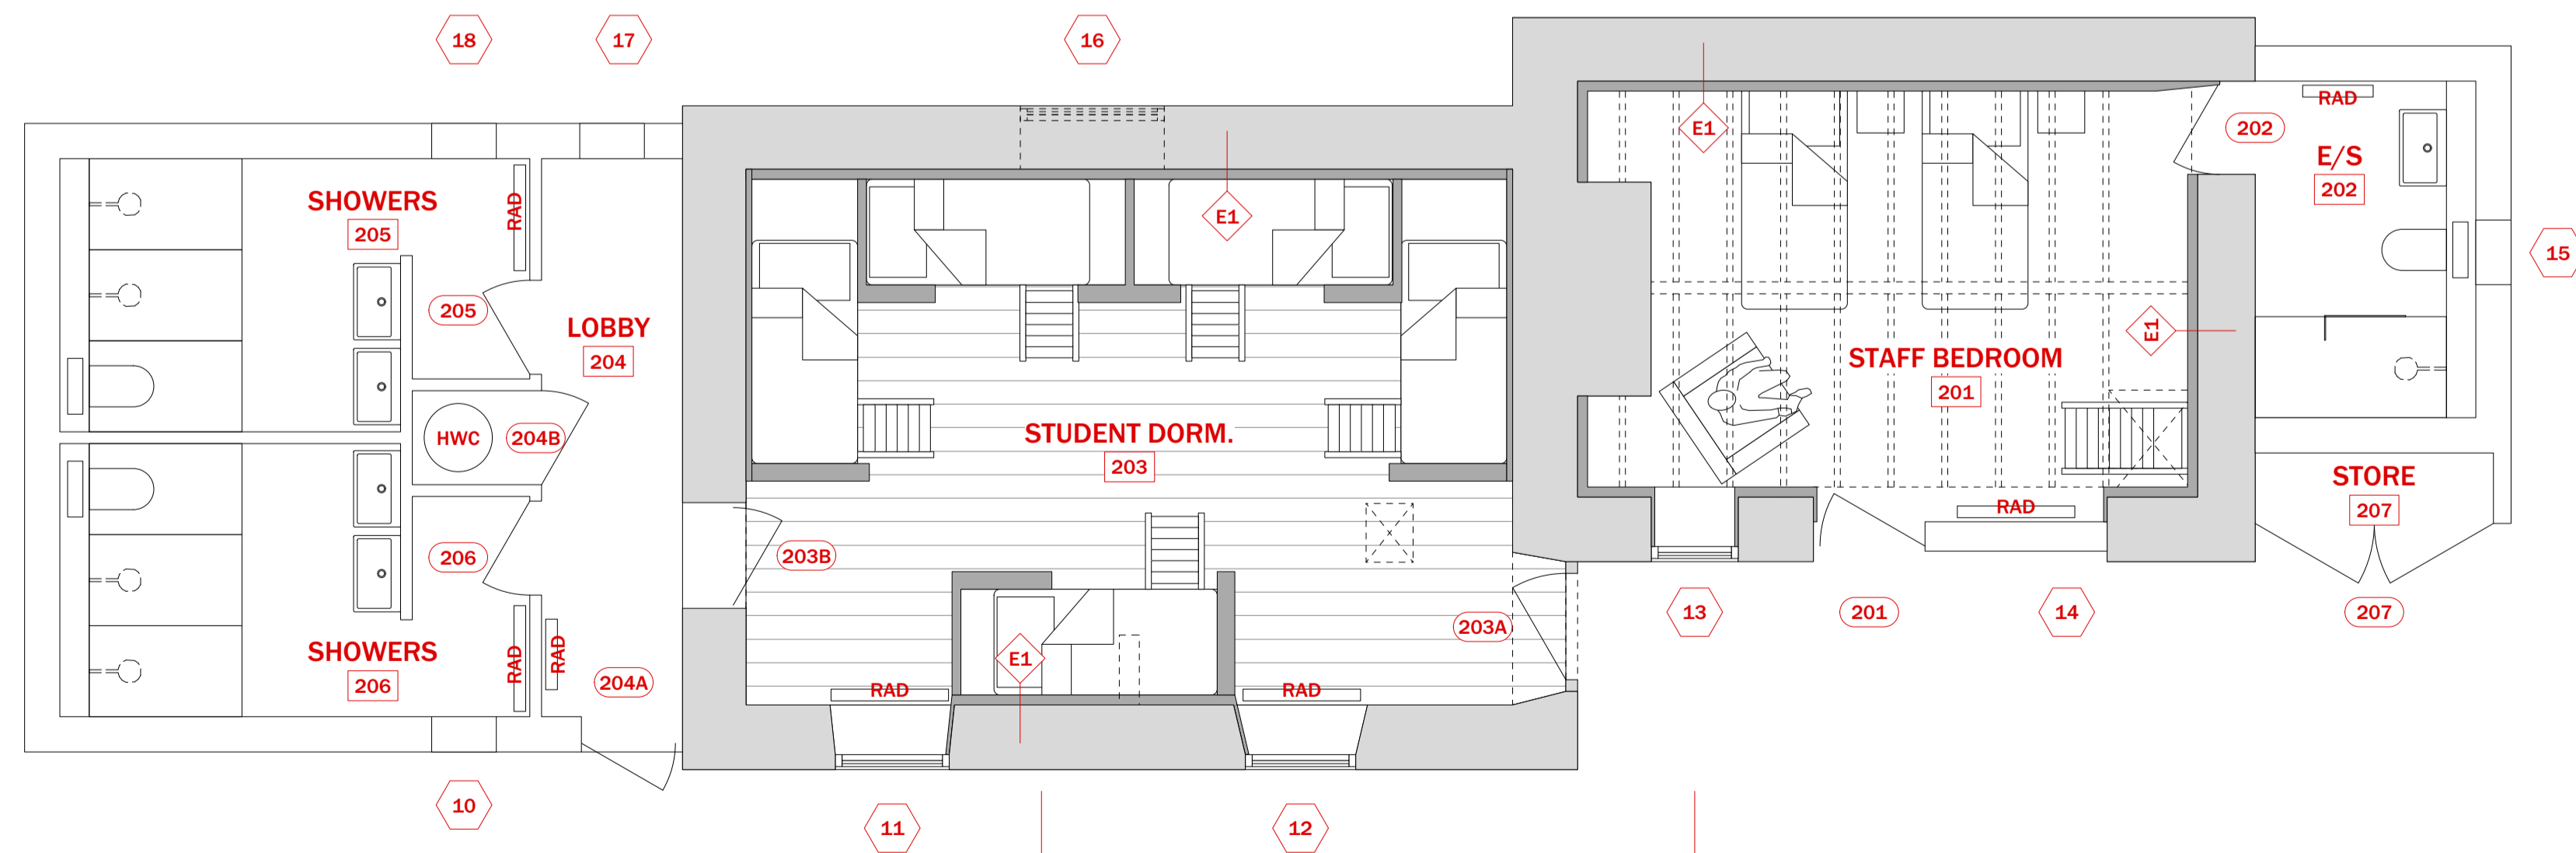 18
17
16
15
SHOWERS
205
RAD
205
LOBBY
204
HWC
204B
206
SHOWERS
206
RAD
RAD
204A
10
E1
STUDENT DORM.
203
203B
203A
E1
RAD
RAD
11
12
E1
STAFF BEDROOM
201
E1
RAD
13
201
14
RAD
202
E/S
202
STORE
207
207